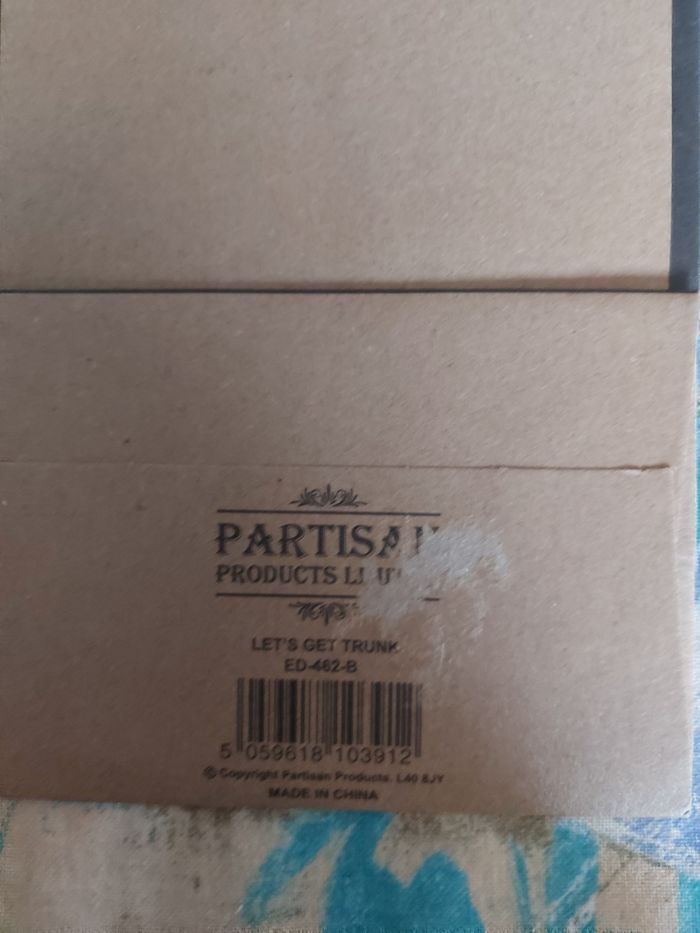 PARTISAN
PRODUCTS
LET'S GET TRUNK
ED-462-B
5 059618 103912
© Copyright Partisan Products. L40 8JY
MADE IN CHINA